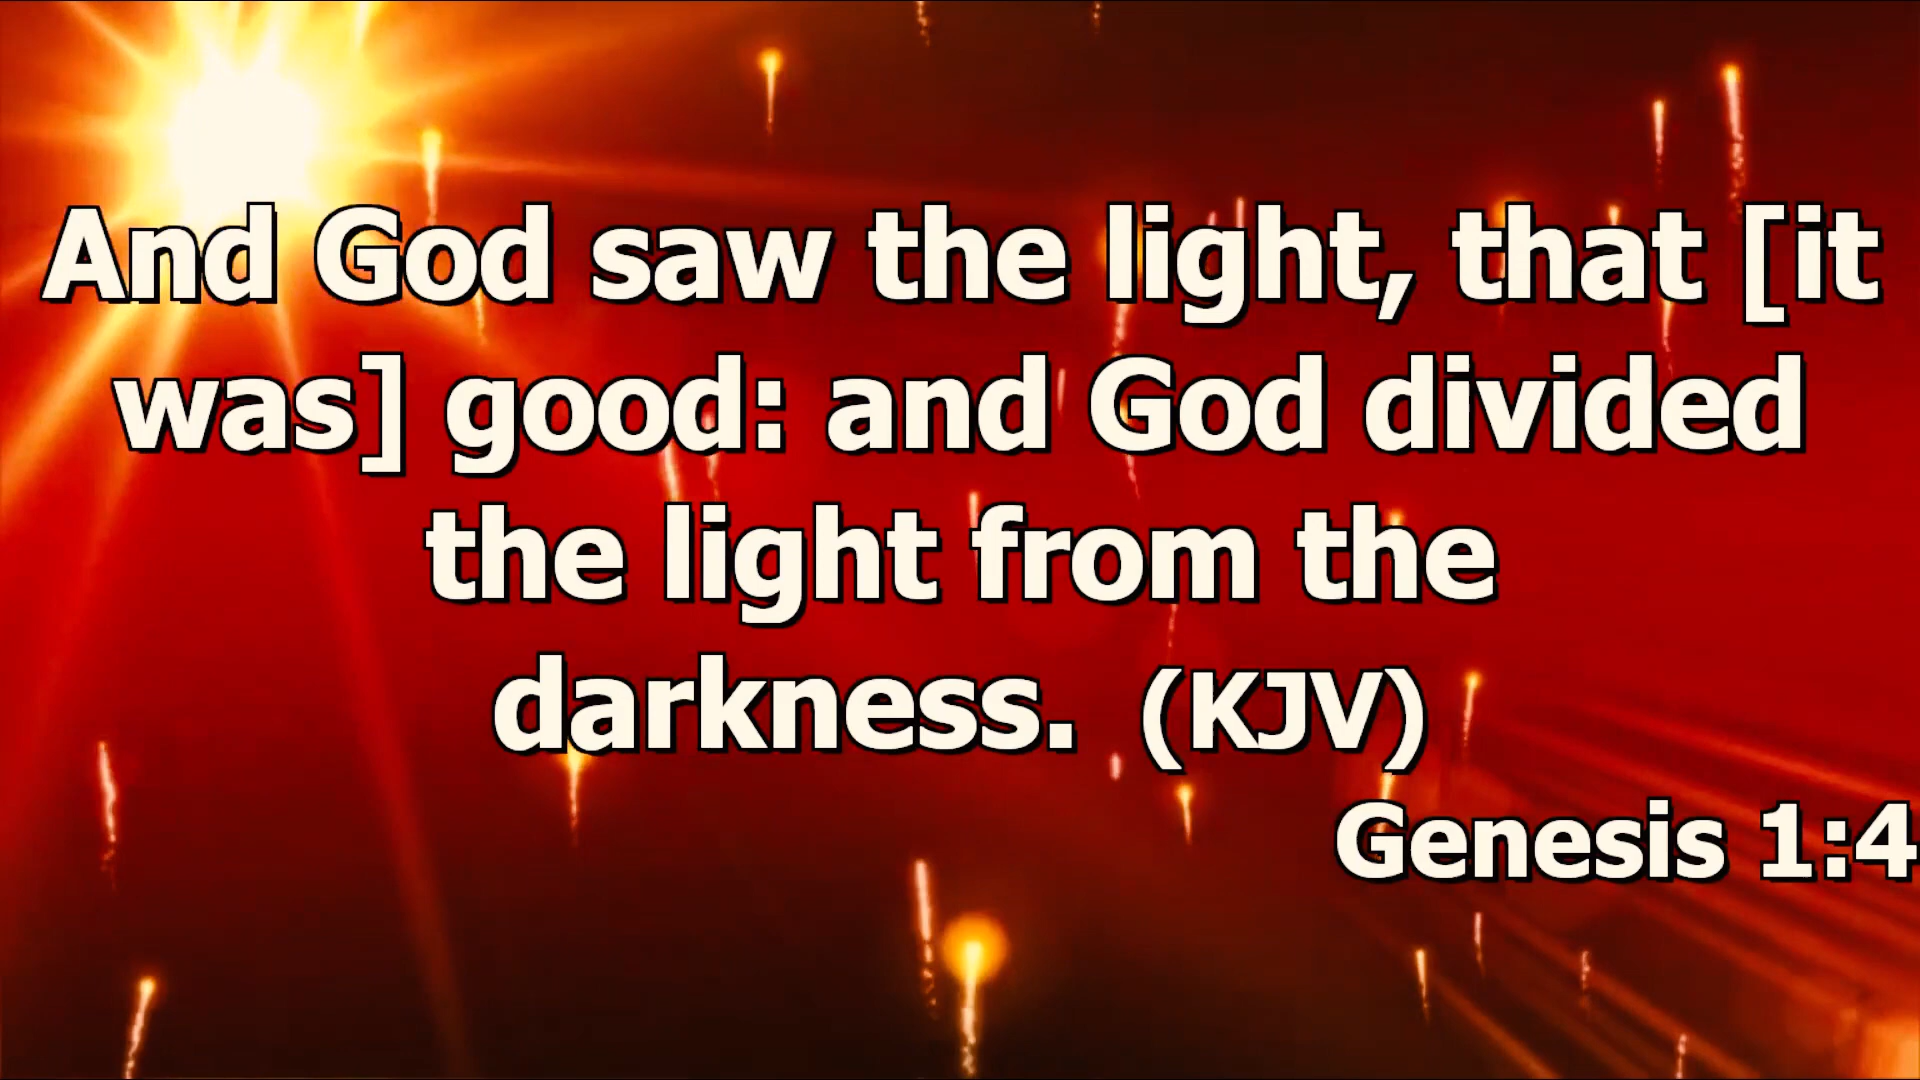 And God saw the light, that [it
was] good: and God divided
the light from the
darkness. (KJV)
Genesis 1:4